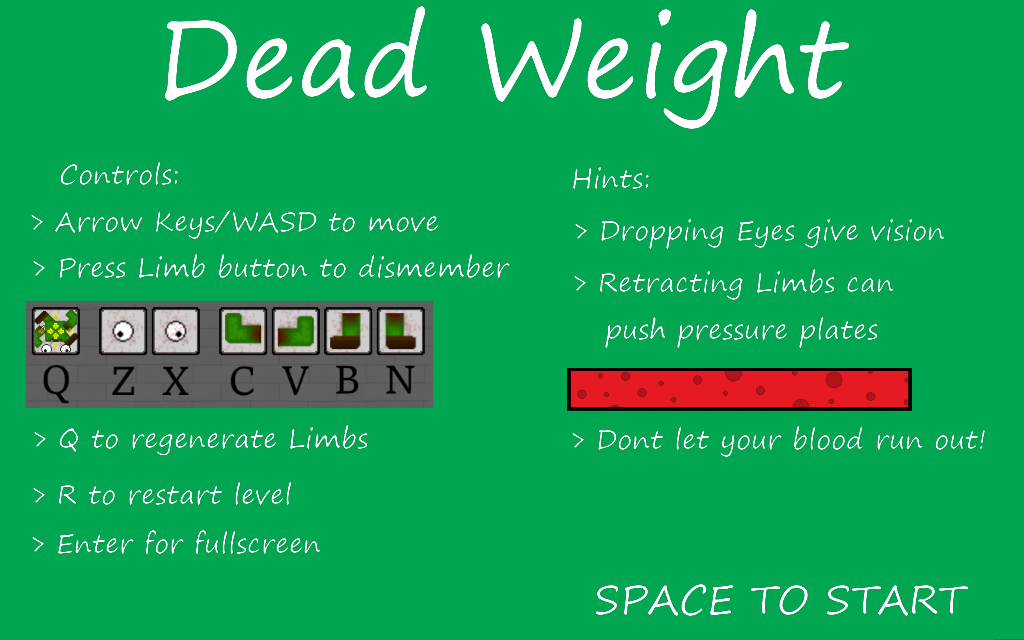 Dead Weight
Controls:
> Arrow Keys/WASD to move
> Press Limb button to dismember
Q Z X C V B N
> Q to regenerate Limbs
> R to restart level
> Enter for fullscreen
Hints:
> Dropping Eyes give vision
> Retracting Limbs can
push pressure plates
> Dont let your blood run out!
SPACE TO START